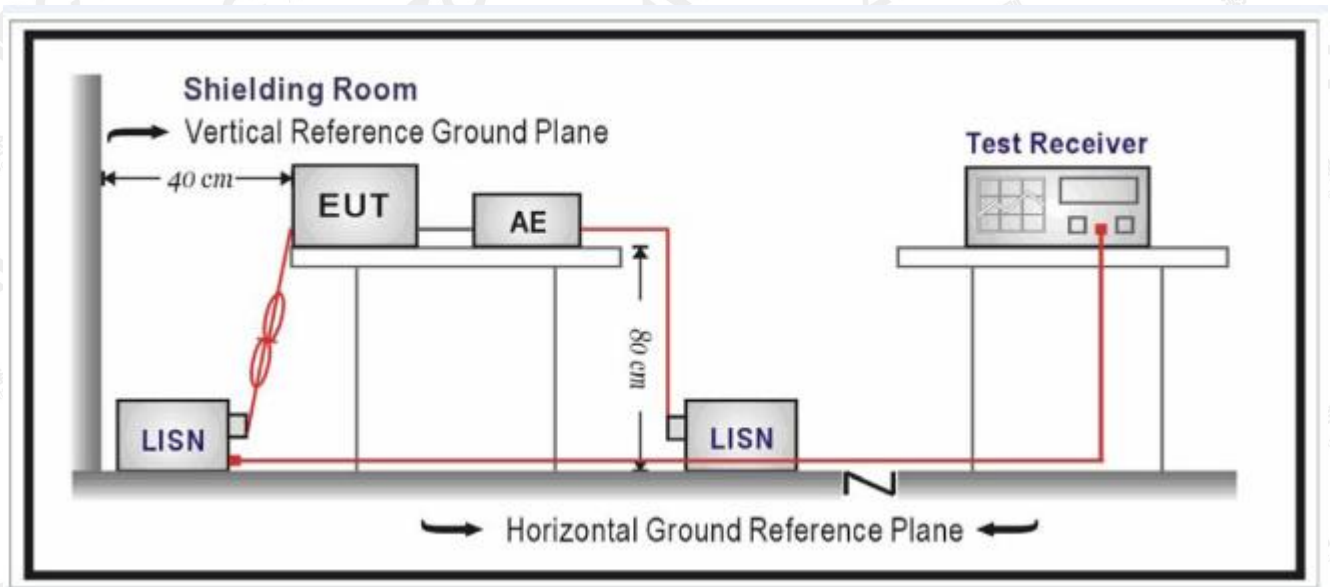 Shielding Room
Vertical Reference Ground Plane
Test Receiver
40 cm
EUT
AE
80 cm
LISN
LISN
Horizontal Ground Reference Plane